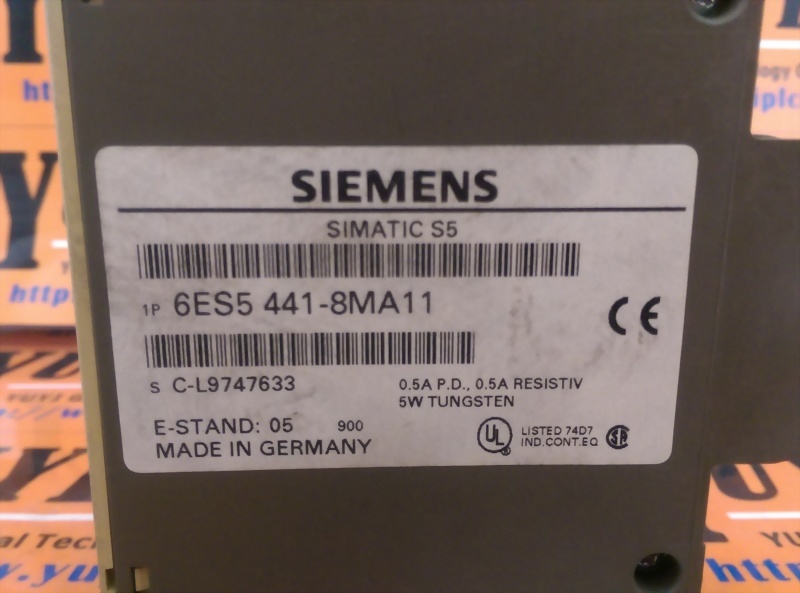 SIEMENS
SIMATIC S5
1P 6ES5 441-8MA11
CE
S C-L9747633
0.5A P.D., 0.5A RESISTIV
5W TUNGSTEN
E-STAND: 05 900
MADE IN GERMANY
UL ®
LISTED 74D7
IND.CONT.EQ